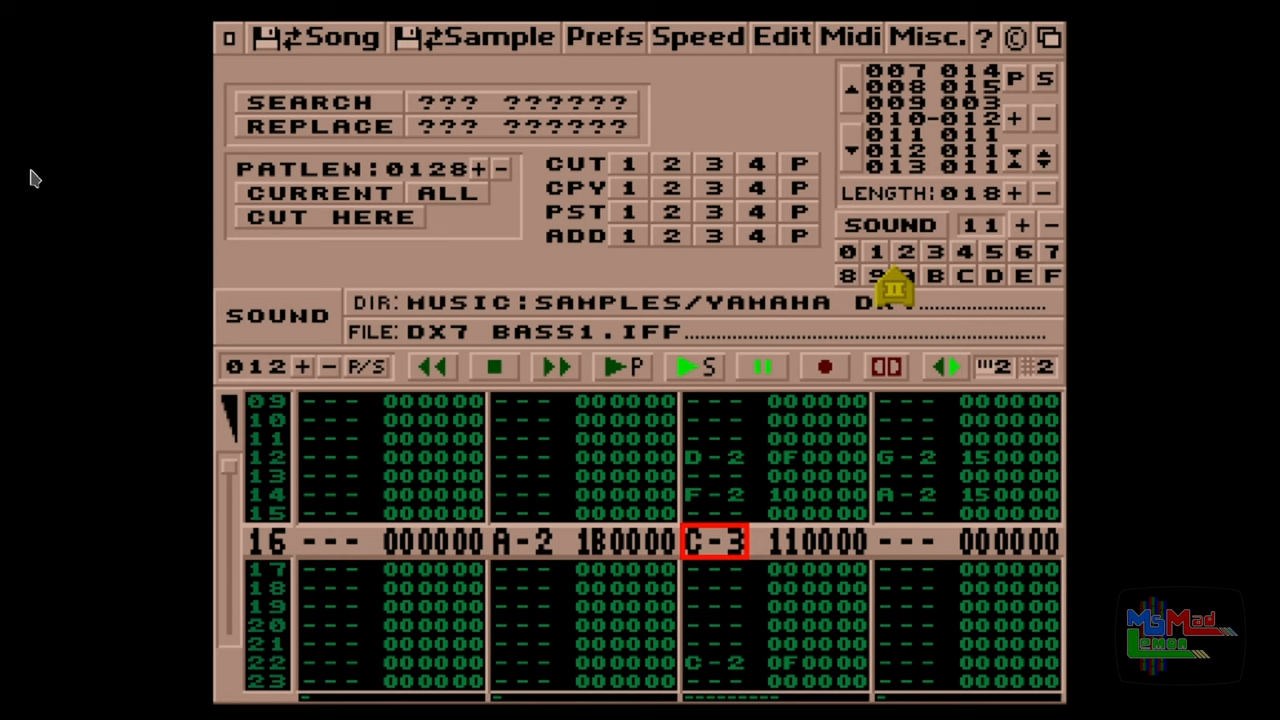 Song Sample Prefs Speed Edit Midi Misc. ? ©
SEARCH ??? ??????
REPLACE ??? ??????
PATLEN:0128 + -
CURRENT ALL
CUT HERE
CUT 1 2 3 4 P
CPY 1 2 3 4 P
PST 1 2 3 4 P
ADD 1 2 3 4 P
007 014 P S
008 015
009 003
010-012 + -
011 011
012 011
013 011
LENGTH:018 + -
SOUND 11 + -
0 1 2 3 4 5 6 7
8 9 A B C D E F
SOUND
DIR: MUSIC:SAMPLES/YAMAHA
FILE: DX7 BASS1.IFF
012 + - P/S P S 2 2
09 --- 000000 --- 000000 --- 000000 --- 000000
10 --- 000000 --- 000000 --- 000000 --- 000000
11 --- 000000 --- 000000 --- 000000 --- 000000
12 --- 000000 --- 000000 D-2 0F0000 G-2 150000
13 --- 000000 --- 000000 --- 000000 --- 000000
14 --- 000000 --- 000000 F-2 100000 A-2 150000
15 --- 000000 --- 000000 --- 000000 --- 000000
16 --- 000000 A-2 1B0000 C-3 110000 --- 000000
17 --- 000000 --- 000000 --- 000000 --- 000000
18 --- 000000 --- 000000 --- 000000 --- 000000
19 --- 000000 --- 000000 --- 000000 --- 000000
20 --- 000000 --- 000000 --- 000000 --- 000000
21 --- 000000 --- 000000 --- 000000 --- 000000
22 --- 000000 --- 000000 C-2 0F0000 --- 000000
23 --- 000000 --- 000000 --- 000000 --- 000000
MsMad
Lemon